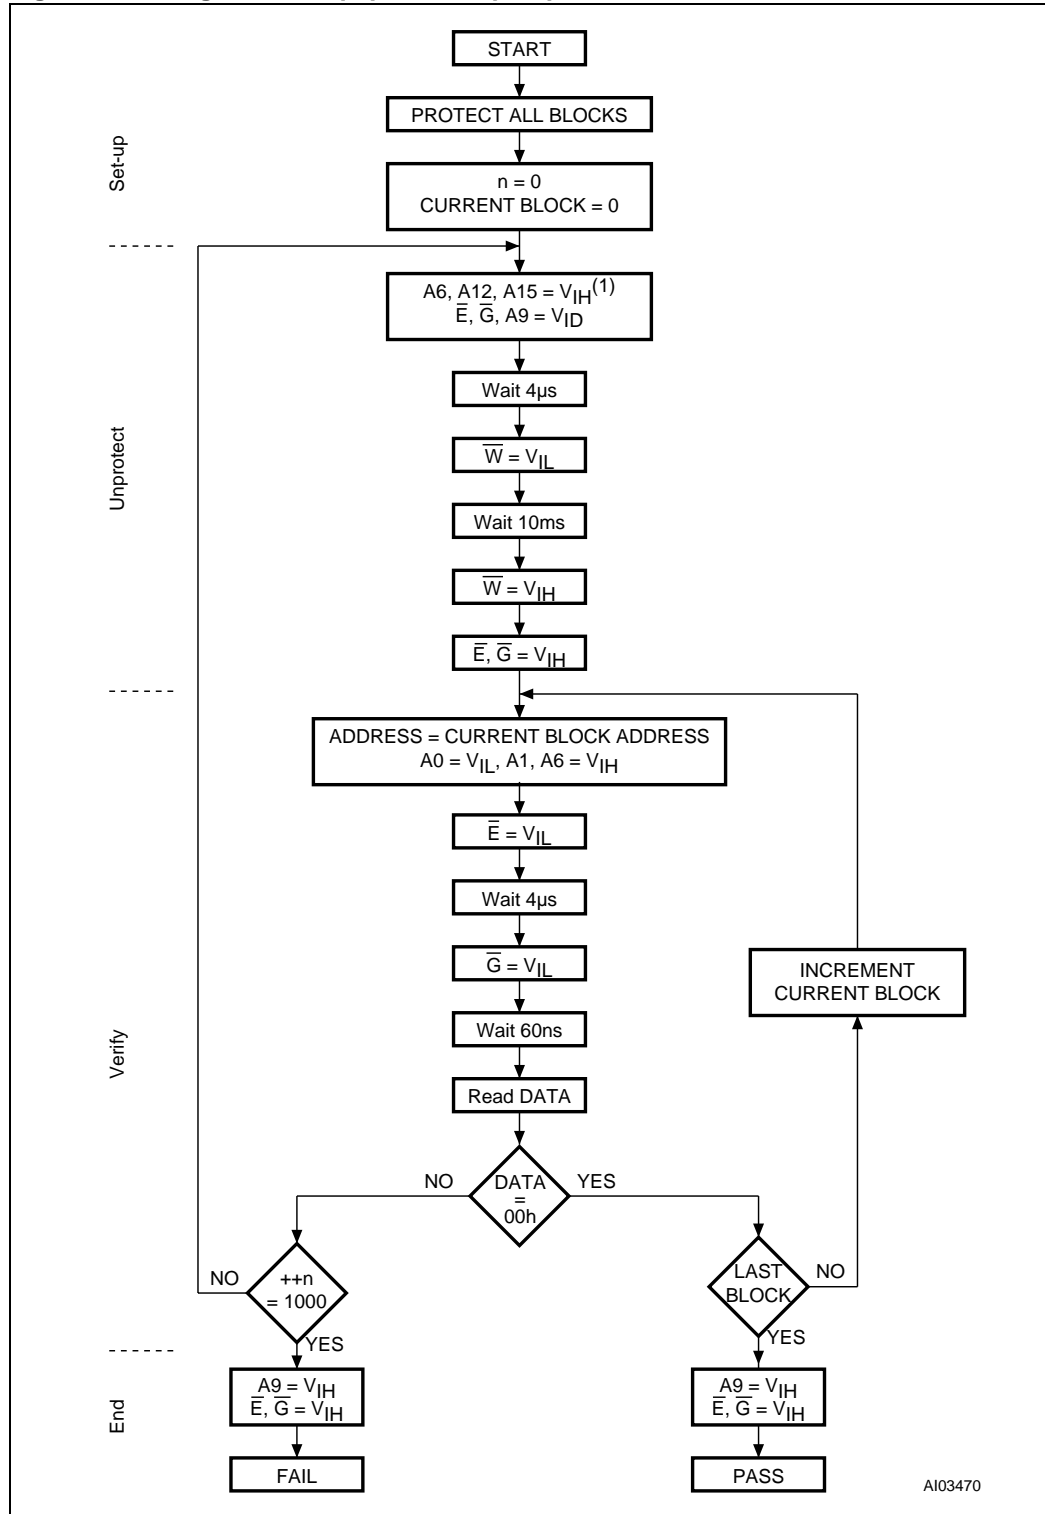 START
PROTECT ALL BLOCKS
Set-up
n = 0
CURRENT BLOCK = 0
A6, A12, A15 = VIH(1)
E̅, G̅, A9 = VID
Wait 4µs
W̅ = VIL
Unprotect
Wait 10ms
W̅ = VIH
E̅, G̅ = VIH
ADDRESS = CURRENT BLOCK ADDRESS
A0 = VIL, A1, A6 = VIH
E̅ = VIL
Wait 4µs
G̅ = VIL
INCREMENT
CURRENT BLOCK
Wait 60ns
Verify
Read DATA
NO
DATA
=
00h
YES
NO
++n
= 1000
YES
LAST
BLOCK
NO
YES
End
A9 = VIH
E̅, G̅ = VIH
A9 = VIH
E̅, G̅ = VIH
FAIL
PASS
AI03470